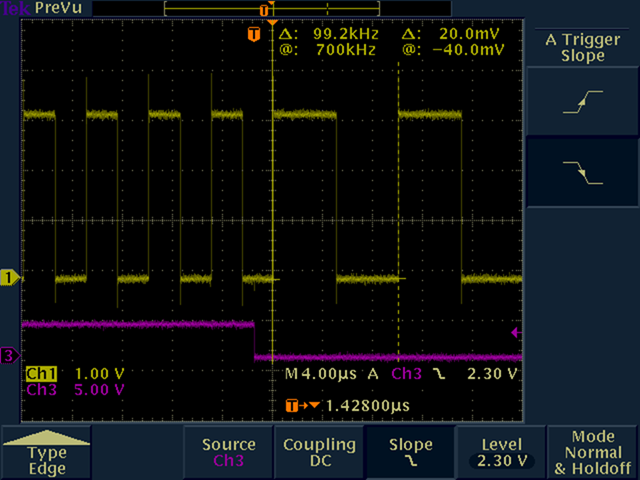 Tek PreVu
T
T
Δ: 99.2kHz Δ: 20.0mV
@: 700kHz @: −40.0mV
A Trigger
Slope
1
3
Ch1 1.00 V M 4.00µs A Ch3 2.30 V
Ch3 5.00 V
T 1.42800µs
Type
Edge
Source
Ch3
Coupling
DC
Slope
Level
2.30 V
Mode
Normal
& Holdoff